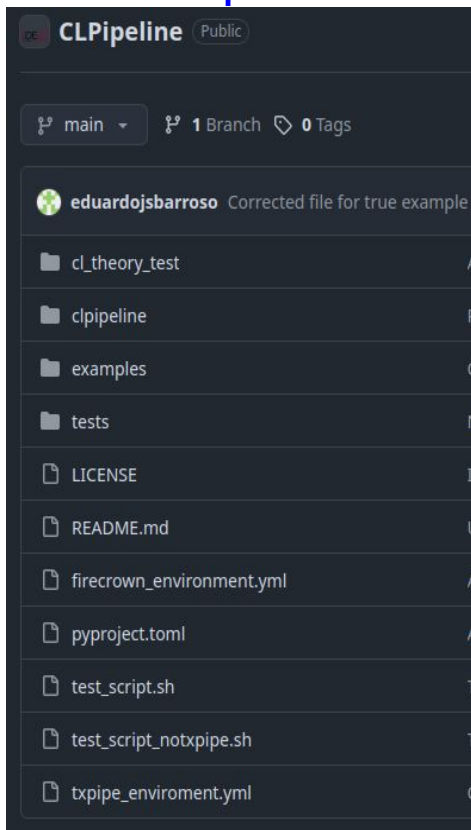 CLPipeline Public
main 1 Branch 0 Tags
eduardojsbarroso Corrected file for true example
cl_theory_test
clpipeline
examples
tests
LICENSE
README.md
firecrown_environment.yml
pyproject.toml
test_script.sh
test_script_notxpipe.sh
txpipe_enviroment.yml